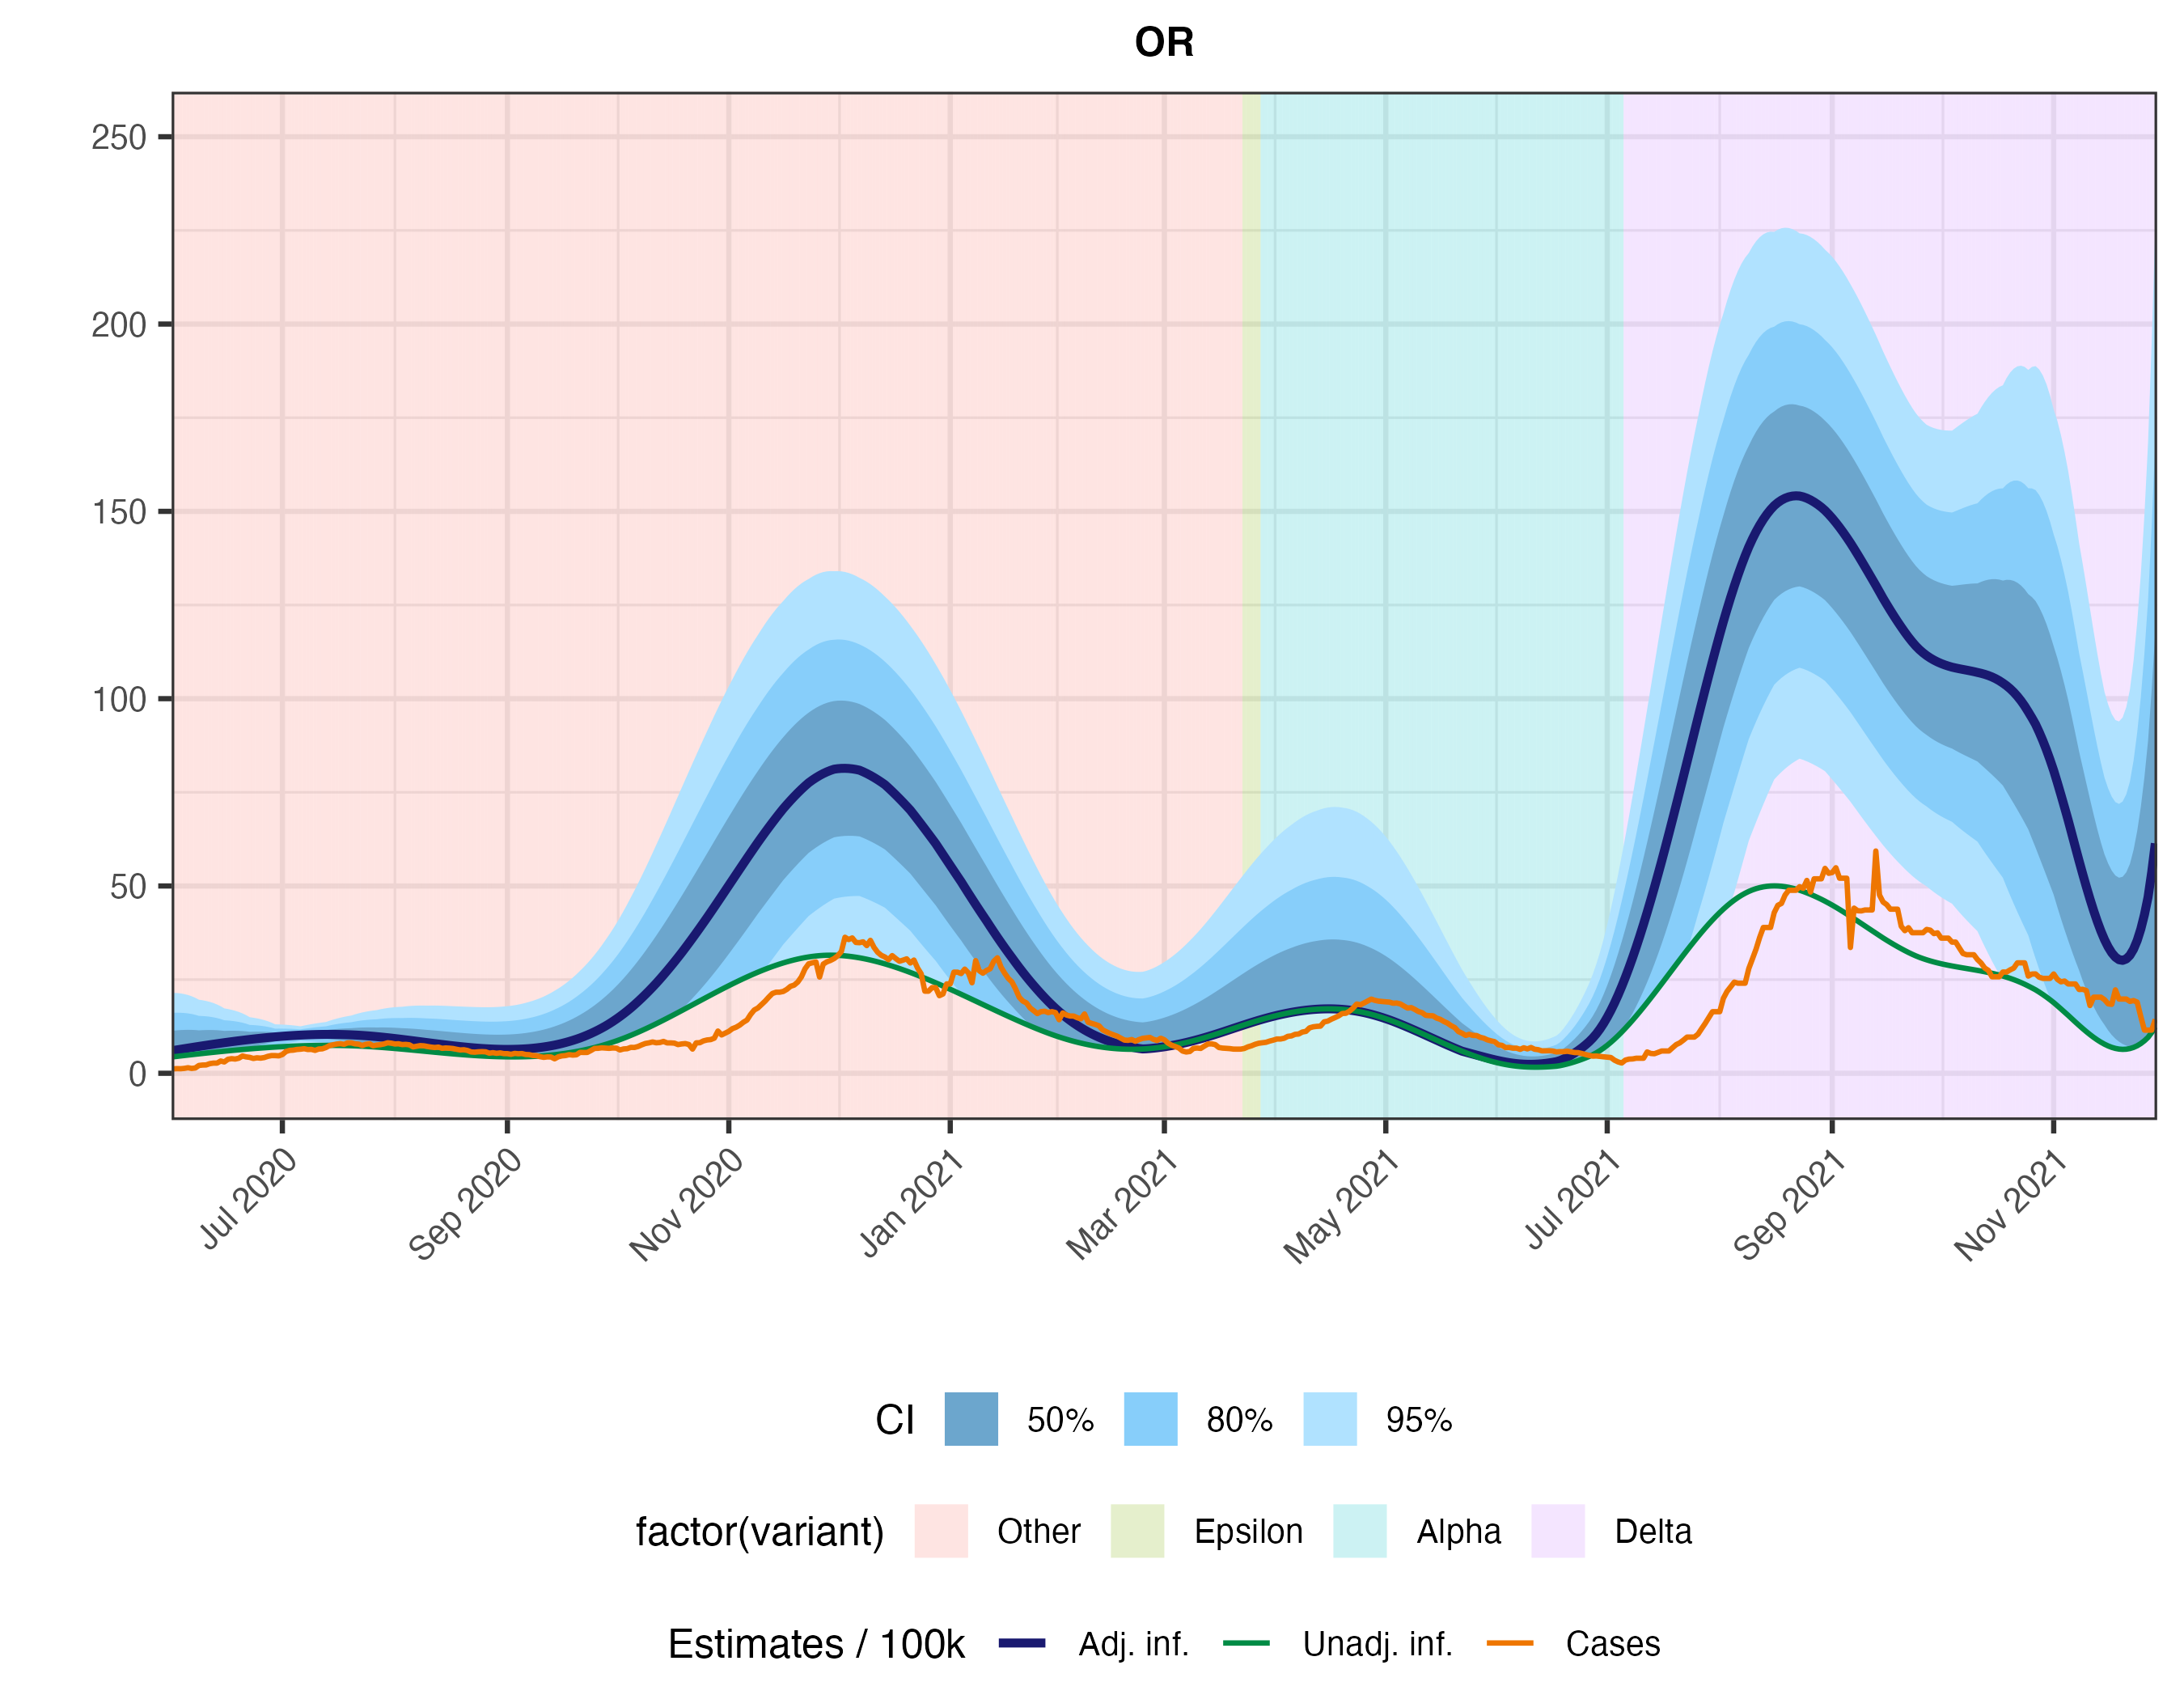 OR
250
200
150
100
50
0
Jul 2020
Sep 2020
Nov 2020
Jan 2021
Mar 2021
May 2021
Jul 2021
Sep 2021
Nov 2021
CI 50% 80% 95%
factor(variant) Other Epsilon Alpha Delta
Estimates / 100k Adj. inf. Unadj. inf. Cases